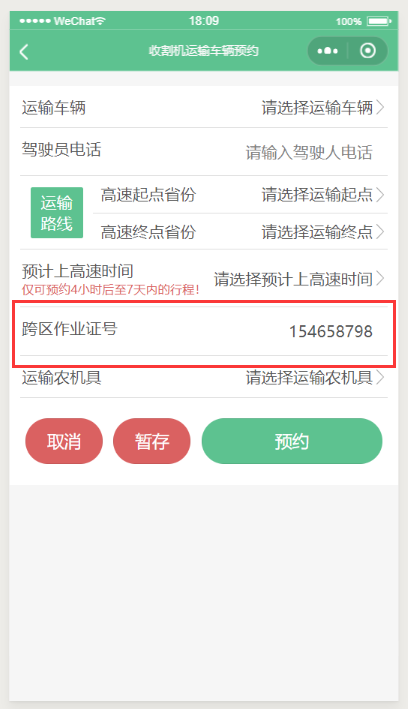 WeChat 18:09 100%
收割机运输车辆预约
运输车辆 请选择运输车辆
驾驶员电话 请输入驾驶人电话
运输路线
高速起点省份 请选择运输起点
高速终点省份 请选择运输终点
预计上高速时间 请选择预计上高速时间
仅可预约4小时后至7天内的行程！
跨区作业证号 154658798
运输农机具 请选择运输农机具
取消 暂存 预约